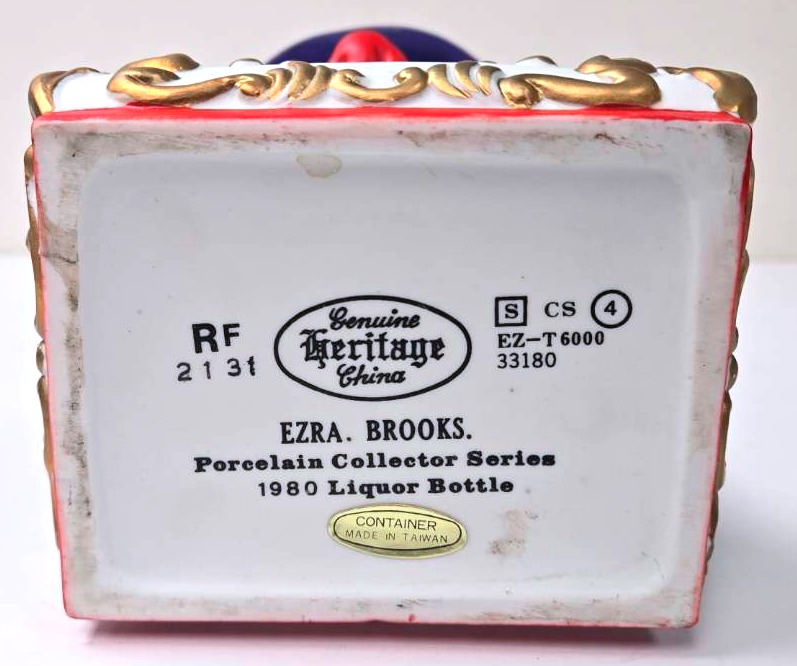 RF
2131
Genuine
Heritage
China
S CS 4
EZ-T6000
33180
EZRA. BROOKS.
Porcelain Collector Series
1980 Liquor Bottle
CONTAINER
MADE IN TAIWAN